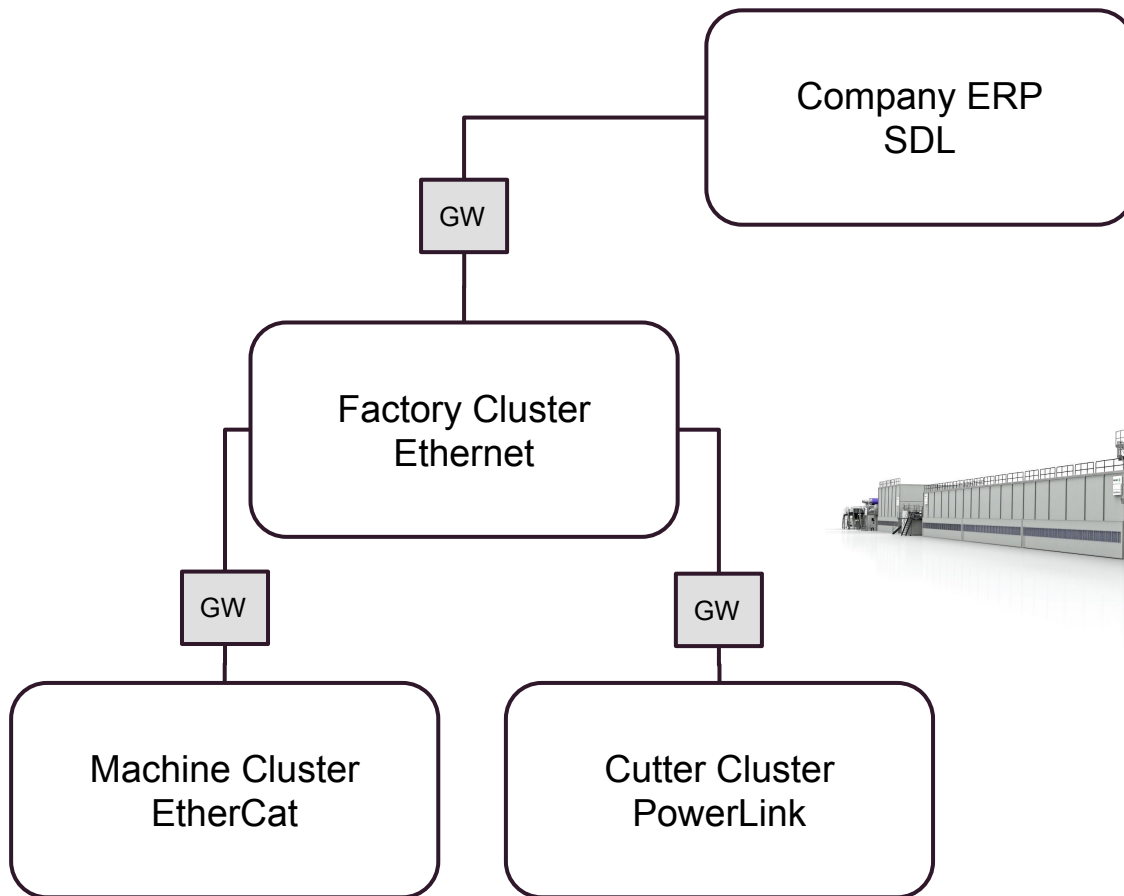 Company ERP
SDL
GW
Factory Cluster
Ethernet
GW
GW
Machine Cluster
EtherCat
Cutter Cluster
PowerLink